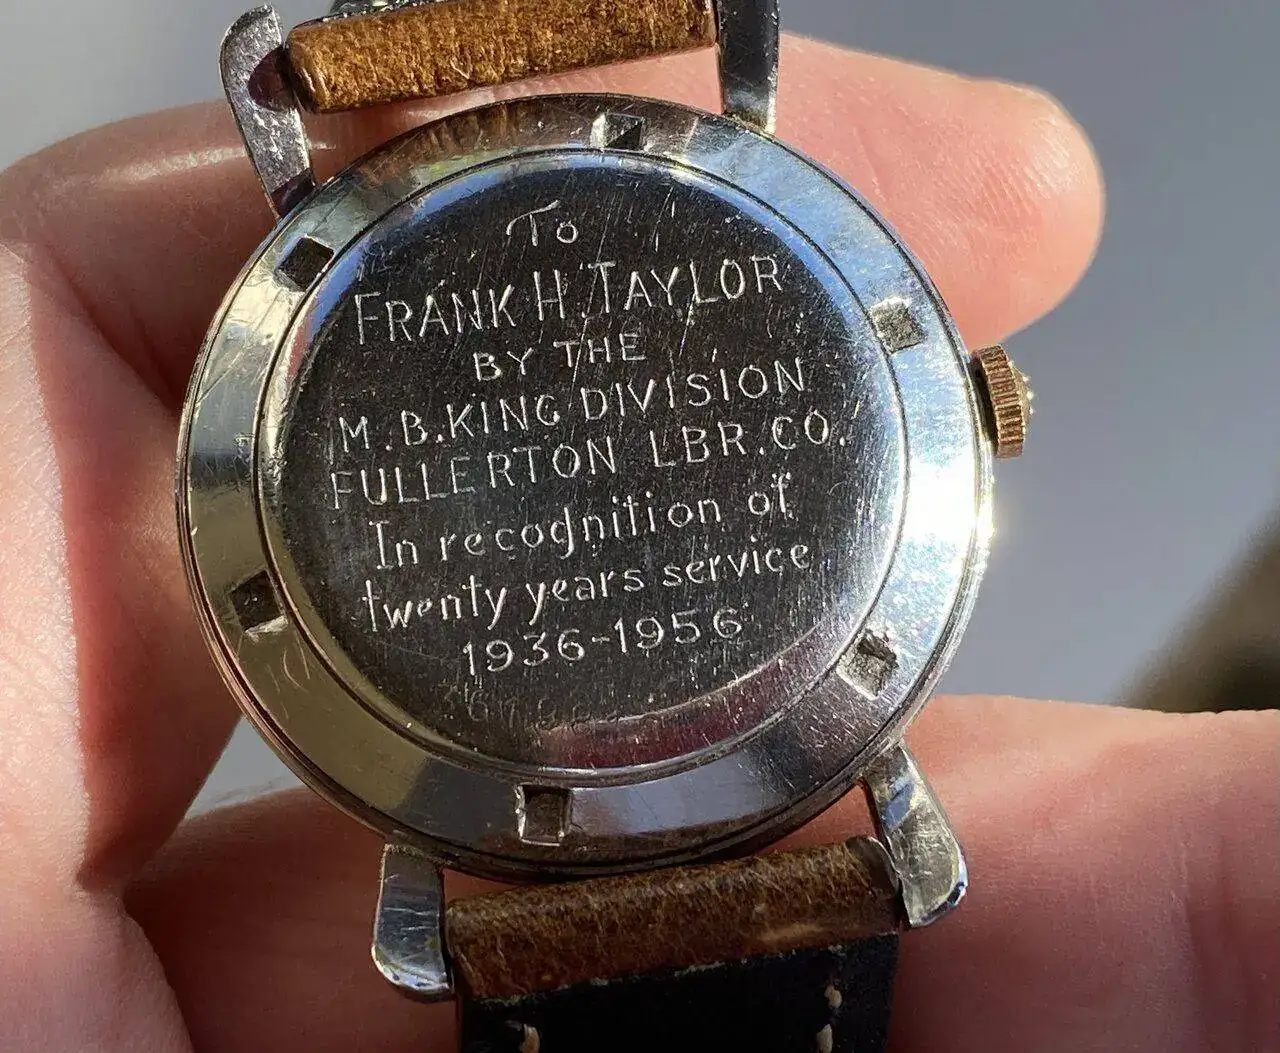 To
FRANK H. TAYLOR
BY THE
M.B.KING DIVISION
FULLERTON LBR.CO.
In recognition of
twenty years service
1936-1956